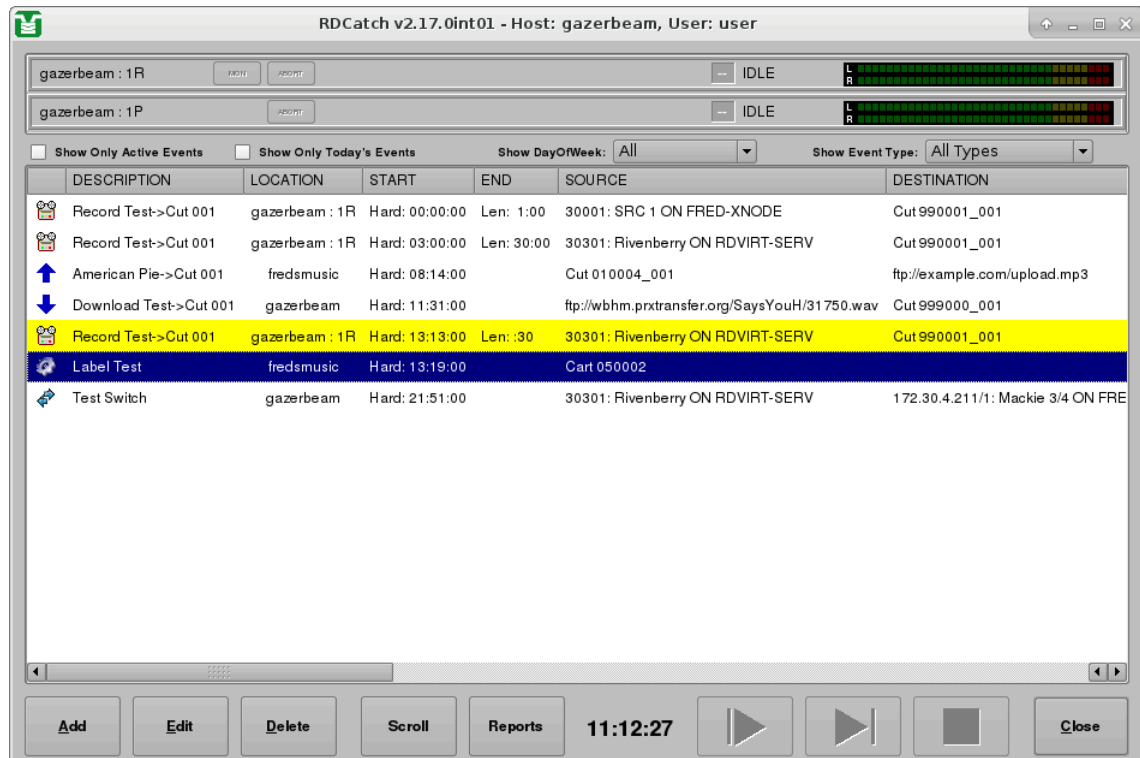 RDCatch v2.17.0int01 - Host: gazerbeam, User: user
gazerbeam : 1R MON ABORT -- IDLE L R
gazerbeam : 1P ABORT -- IDLE L R
Show Only Active Events Show Only Today's Events Show DayOfWeek: All Show Event Type: All Types
DESCRIPTION LOCATION START END SOURCE DESTINATION
Record Test->Cut 001 gazerbeam : 1R Hard: 00:00:00 Len: 1:00 30001: SRC 1 ON FRED-XNODE Cut 990001_001
Record Test->Cut 001 gazerbeam : 1R Hard: 03:00:00 Len: 30:00 30301: Rivenberry ON RDVIRT-SERV Cut 990001_001
American Pie->Cut 001 fredsmusic Hard: 08:14:00 Cut 010004_001 ftp://example.com/upload.mp3
Download Test->Cut 001 gazerbeam Hard: 11:31:00 ftp://wbhm.prxtransfer.org/SaysYouH/31750.wav Cut 999000_001
Record Test->Cut 001 gazerbeam : 1R Hard: 13:13:00 Len: :30 30301: Rivenberry ON RDVIRT-SERV Cut 990001_001
Label Test fredsmusic Hard: 13:19:00 Cart 050002
Test Switch gazerbeam Hard: 21:51:00 30301: Rivenberry ON RDVIRT-SERV 172.30.4.211/1: Mackie 3/4 ON FRE
Add Edit Delete Scroll Reports 11:12:27 Close